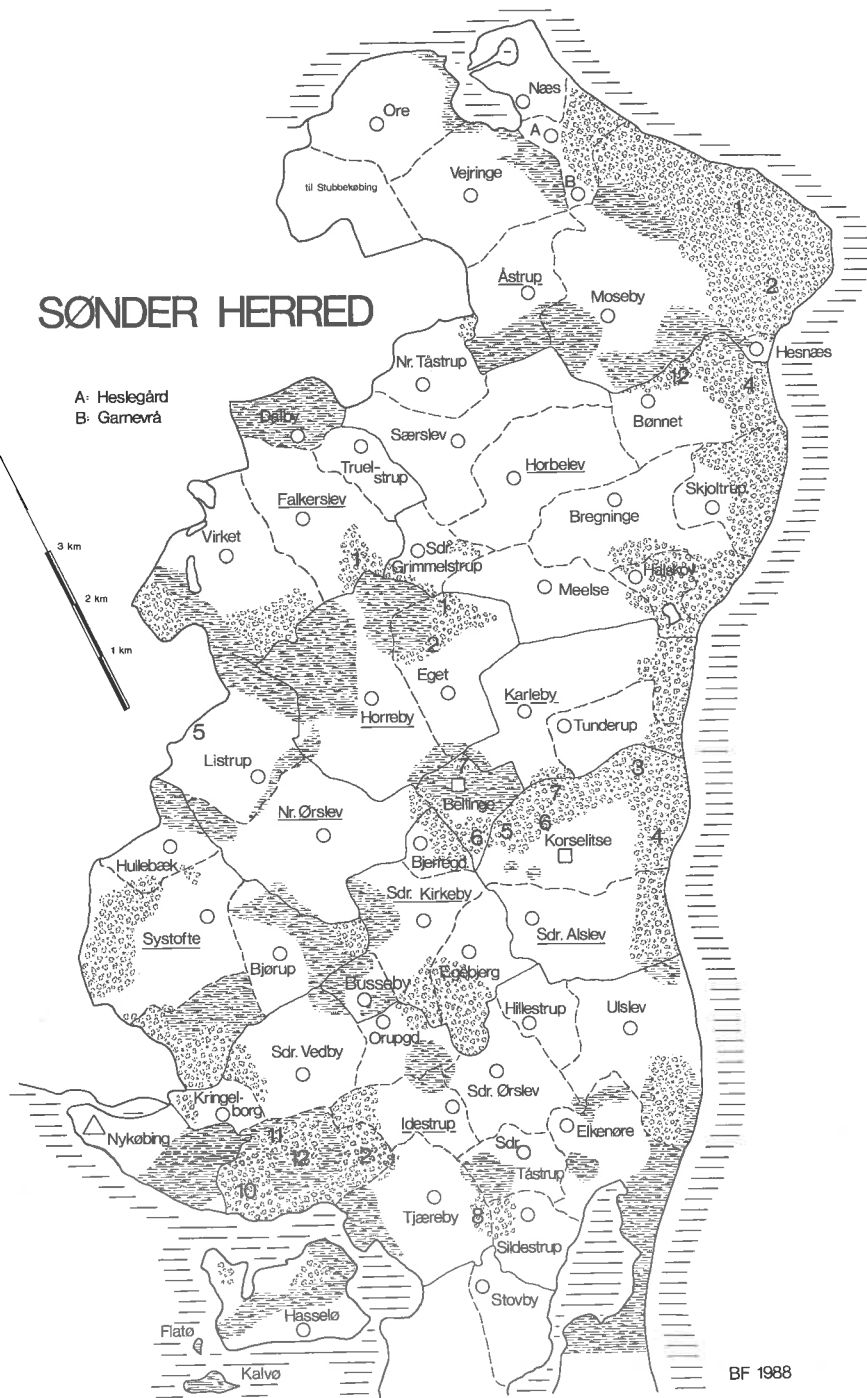 Næs
Ore
A
til Stubbekøbing
Vejringe
B
1
Åstrup
2
SØNDER HERRED
Moseby
Nr. Tåstrup
Hesnæs
12
4
A: Heslegård
B: Garnevrå
Bønnet
Dalby
Særslev
Truel-
strup
Horbelev
Skjoltrup
Falkerslev
Bregninge
Virket
Sdr.
Grimmelstrup
3 km
1
Halskov
Meelse
2 km
1
2
1 km
Eget
Karleby
Horreby
Tunderup
5
Listrup
7
3
Bellinge
7
Nr. Ørslev
6
5
6
4
Korselitse
Bjerregd.
Hullebæk
Sdr. Kirkeby
Systofte
Sdr. Alslev
Bjørup
Egebjerg
Busseby
Hillestrup
Ulslev
Orupgd.
Sdr. Vedby
Sdr. Ørslev
Kringel-
borg
Idestrup
Elkenøre
Nykøbing
11
12
2
Sdr.
Tåstrup
10
Tjæreby
8
Sildestrup
Stovby
Hasselø
Flatø
Kalvø
BF 1988